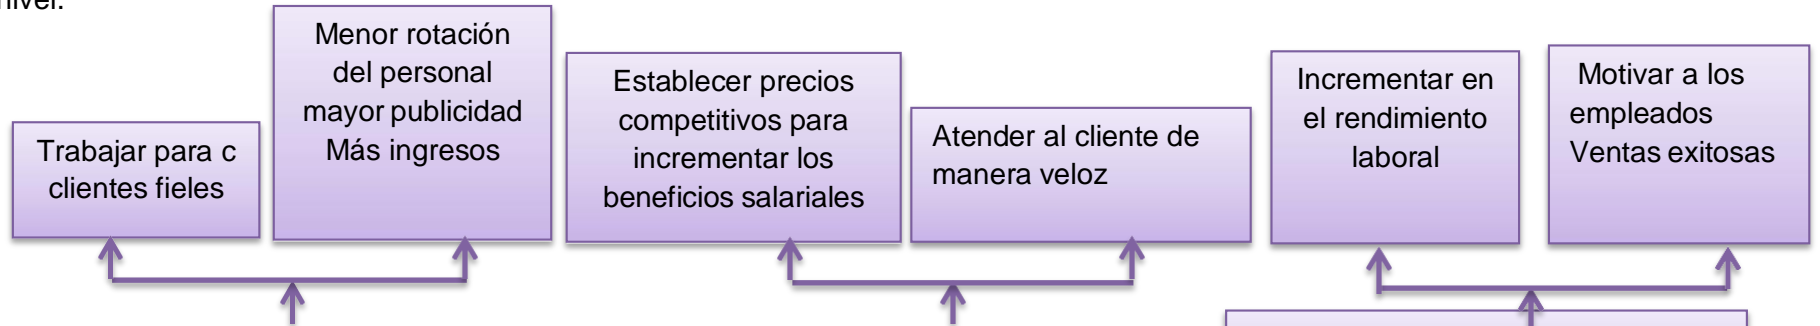 nivel.
Menor rotación
del personal
mayor publicidad
Más ingresos
Trabajar para c
clientes fieles
Establecer precios
competitivos para
incrementar los
beneficios salariales
Atender al cliente de
manera veloz
Incrementar en
el rendimiento
laboral
Motivar a los
empleados
Ventas exitosas